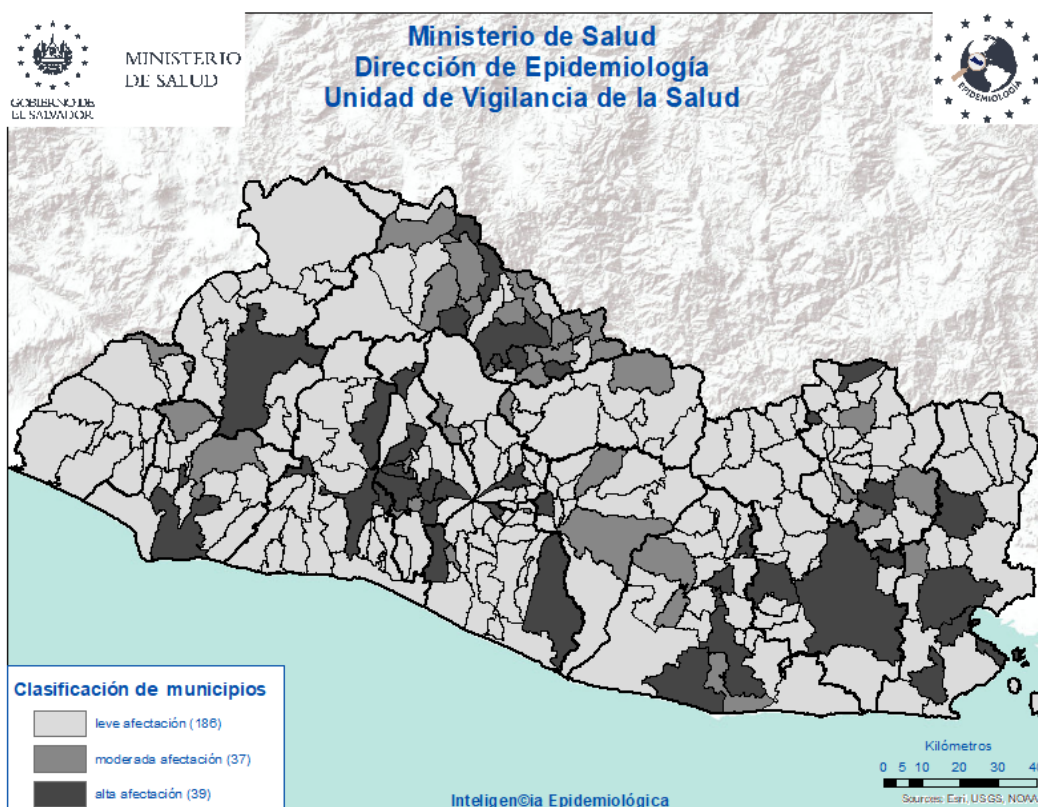 GOBIERNO DE
EL SALVADOR
MINISTERIO
DE SALUD
Ministerio de Salud
Dirección de Epidemiología
Unidad de Vigilancia de la Salud
EPIDEMIOLOGÍA
Clasificación de municipios
leve afectación (186)
moderada afectación (37)
alta afectación (39)
Inteligen©ia Epidemiológica
Kilómetros
0 5 10 20 30 40
Sources: Esri, USGS, NOAA